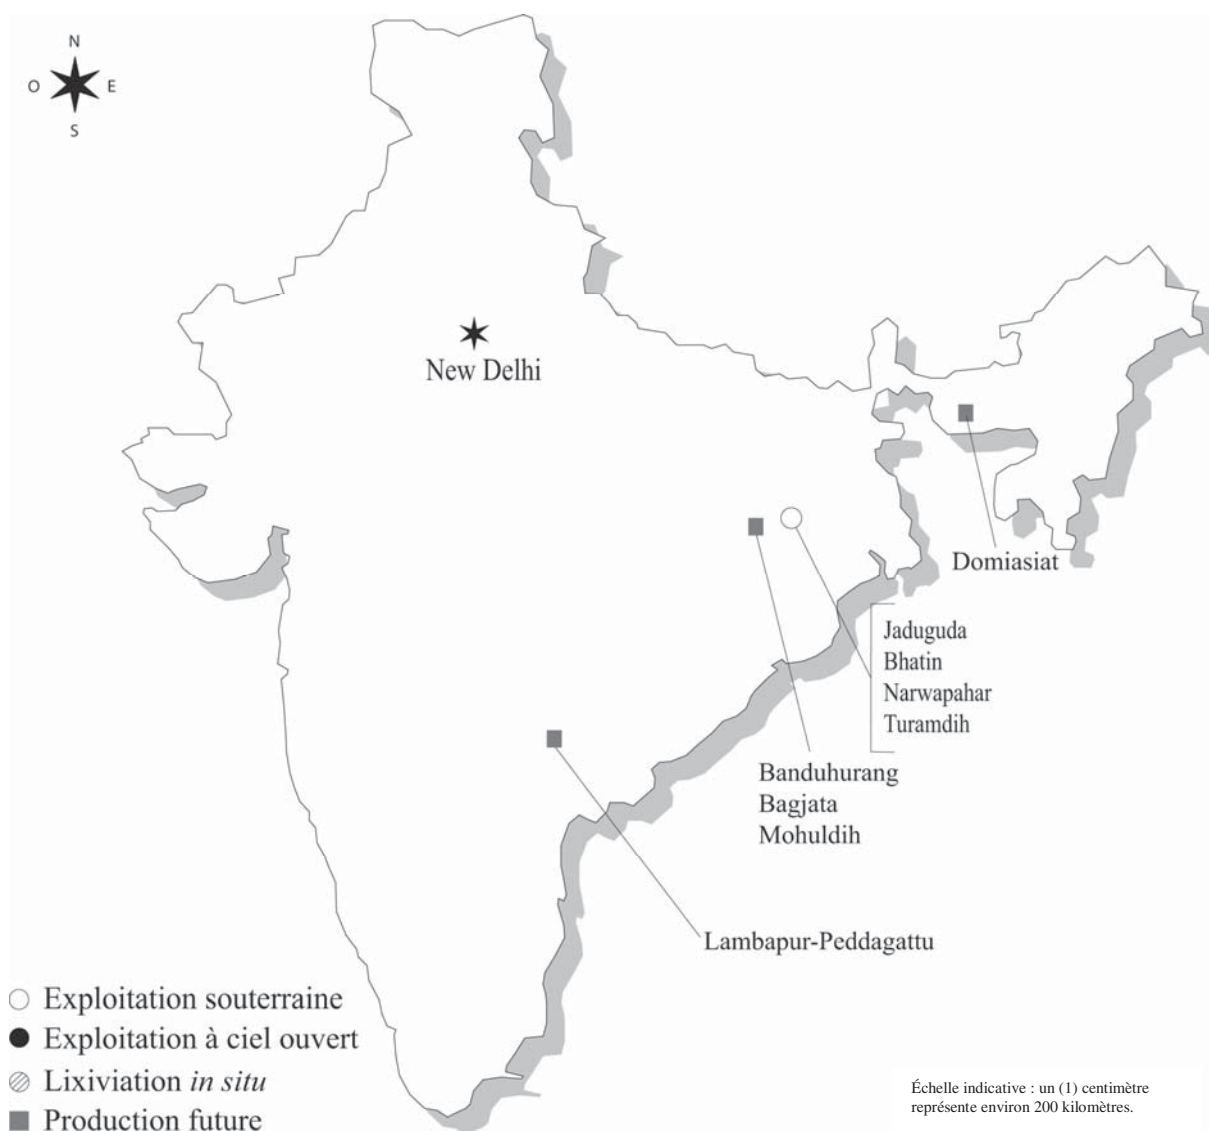 N
O E
S
New Delhi
Domiasiat
Jaduguda
Bhatin
Narwapahar
Turamdih
Banduhurang
Bagjata
Mohuldih
Lambapur-Peddagattu
Exploitation souterraine
Exploitation à ciel ouvert
Lixiviation in situ
Production future
Échelle indicative : un (1) centimètre
représente environ 200 kilomètres.